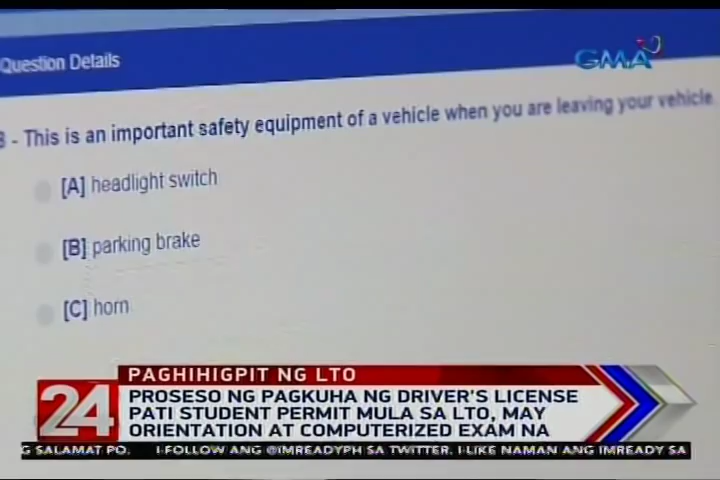 Question Details
GMA
3 - This is an important safety equipment of a vehicle when you are leaving your vehicle.
[A] headlight switch
[B] parking brake
[C] horn
PAGHIHIGPIT NG LTO
24
PROSESO NG PAGKUHA NG DRIVER'S LICENSE
PATI STUDENT PERMIT MULA SA LTO, MAY
ORIENTATION AT COMPUTERIZED EXAM NA
G SALAMAT PO. I FOLLOW ANG @IMREADYPH SA TWITTER. I LIKE NAMAN ANG IMREADY SA